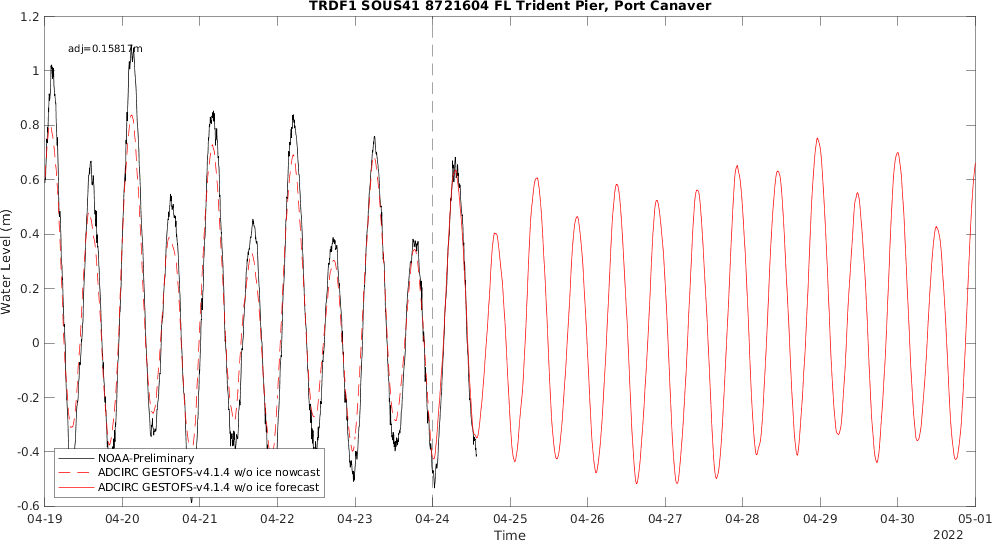 TRDF1 SOUS41 8721604 FL Trident Pier, Port Canaver
adj=0.15817m
1.2
1
0.8
0.6
0.4
0.2
0
-0.2
-0.4
-0.6
Water Level (m)
NOAA-Preliminary
ADCIRC GESTOFS-v4.1.4 w/o ice nowcast
ADCIRC GESTOFS-v4.1.4 w/o ice forecast
04-19 04-20 04-21 04-22 04-23 04-24 04-25 04-26 04-27 04-28 04-29 04-30 05-01
Time
2022